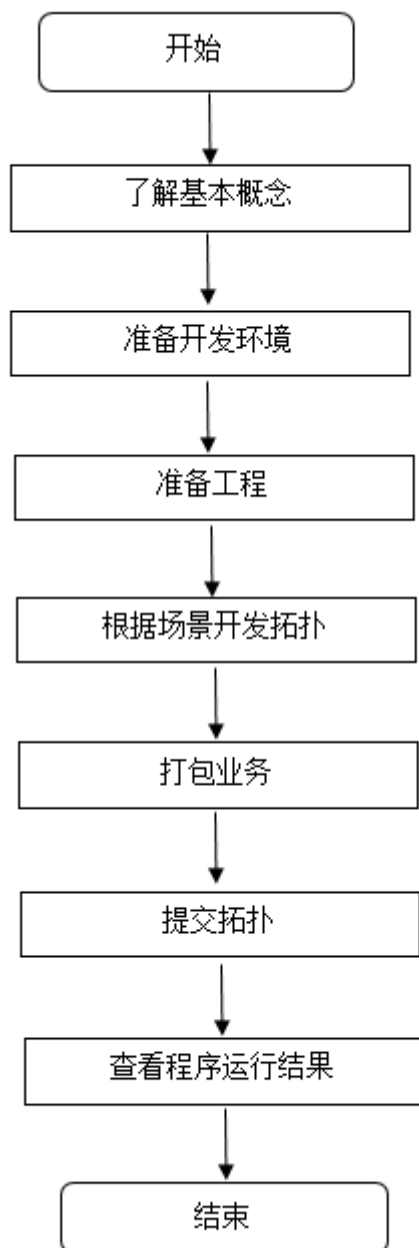 开始
了解基本概念
准备开发环境
准备工程
根据场景开发拓扑
打包业务
提交拓扑
查看程序运行结果
结束